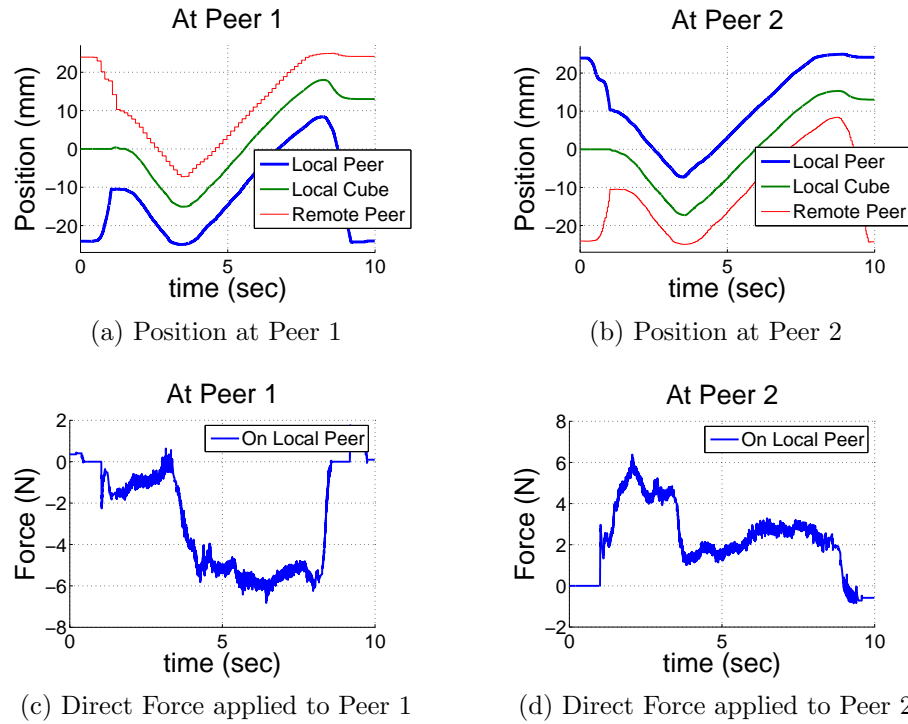 At Peer 1
At Peer 2
Position (mm)
20
10
0
-10
-20
Local Peer
Local Cube
Remote Peer
0
5
10
time (sec)
Position (mm)
20
10
0
-10
-20
Local Peer
Local Cube
Remote Peer
0
5
10
time (sec)
(a) Position at Peer 1
(b) Position at Peer 2
At Peer 1
At Peer 2
Force (N)
2
0
-2
-4
-6
-8
On Local Peer
0
5
10
time (sec)
Force (N)
8
6
4
2
0
-2
On Local Peer
0
5
10
time (sec)
(c) Direct Force applied to Peer 1
(d) Direct Force applied to Peer 2